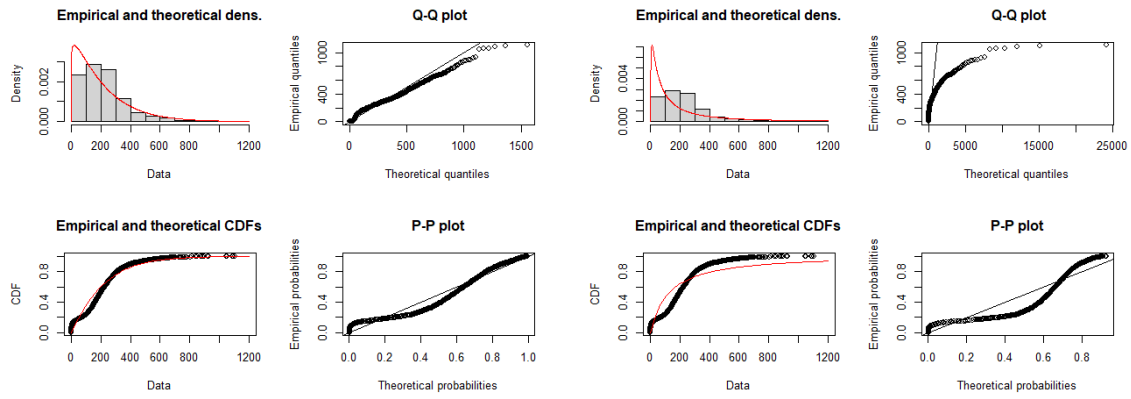 Empirical and theoretical dens.
Density
0.000
0.002
0 200 400 600 800 1200
Data
Q-Q plot
Empirical quantiles
0
400
1000
0 500 1000 1500
Theoretical quantiles
Empirical and theoretical CDFs
CDF
0.0
0.4
0.8
0 200 400 600 800 1200
Data
P-P plot
Empirical probabilities
0.0
0.4
0.8
0.0 0.2 0.4 0.6 0.8 1.0
Theoretical probabilities
Empirical and theoretical dens.
Density
0.000
0.004
0 200 400 600 800 1200
Data
Q-Q plot
Empirical quantiles
0
400
1000
0 5000 15000 25000
Theoretical quantiles
Empirical and theoretical CDFs
CDF
0.0
0.4
0.8
0 200 400 600 800 1200
Data
P-P plot
Empirical probabilities
0.0
0.4
0.8
0.0 0.2 0.4 0.6 0.8
Theoretical probabilities